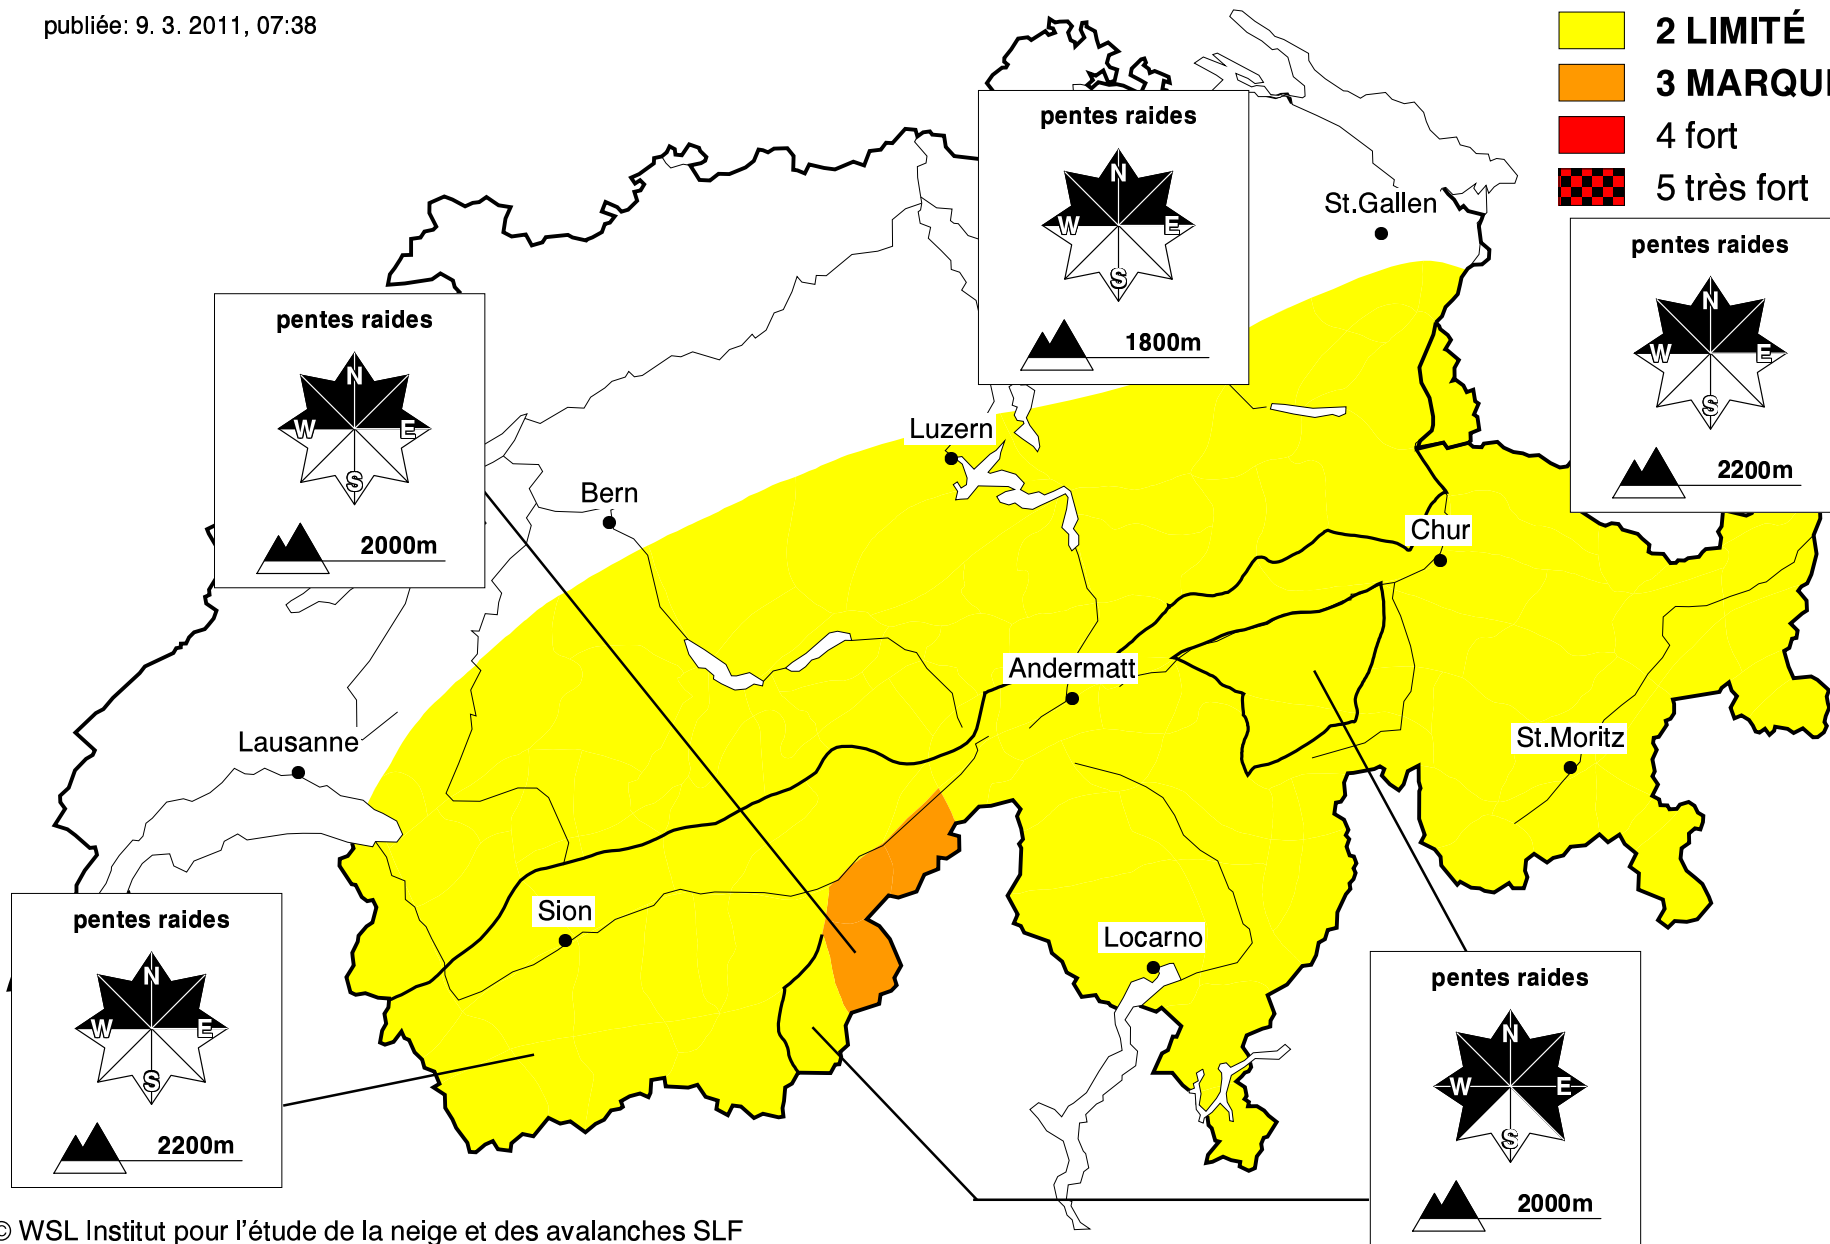 publiée: 9. 3. 2011, 07:38
2 LIMITÉ
3 MARQU
4 fort
5 très fort
pentes raides
N
W E
S
1800m
St.Gallen
pentes raides
N
W E
S
2200m
pentes raides
N
W E
S
2000m
Luzern
Bern
Chur
Andermatt
St.Moritz
Lausanne
Sion
Locarno
pentes raides
N
W E
S
2200m
pentes raides
N
W E
S
2000m
© WSL Institut pour l'étude de la neige et des avalanches SLF